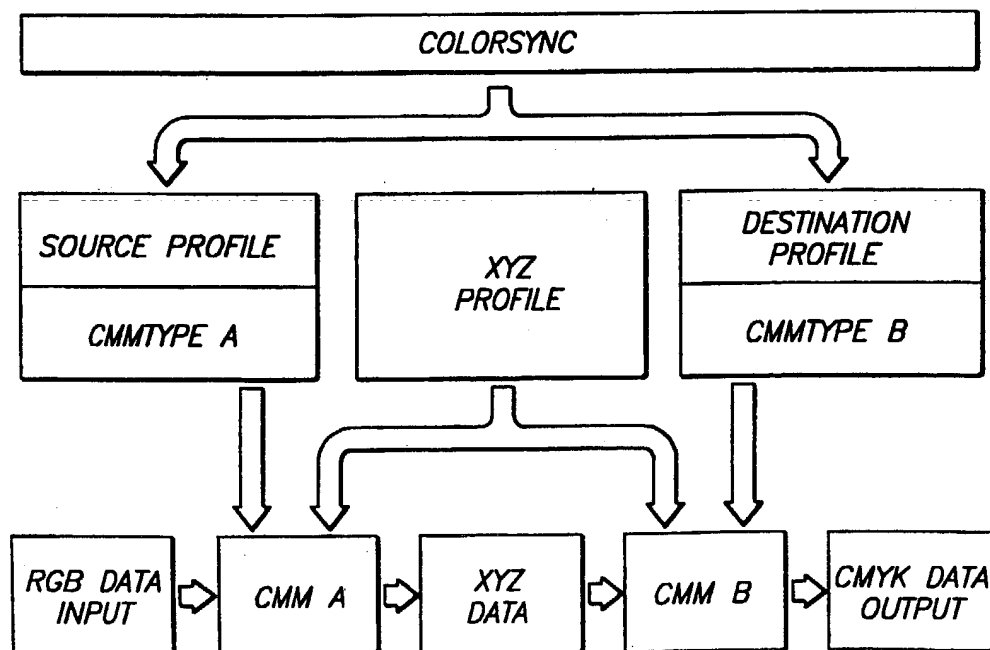 COLORSYNC
SOURCE PROFILE
CMMTYPE A
XYZ
PROFILE
DESTINATION
PROFILE
CMMTYPE B
RGB DATA
INPUT
CMM A
XYZ
DATA
CMM B
CMYK DATA
OUTPUT